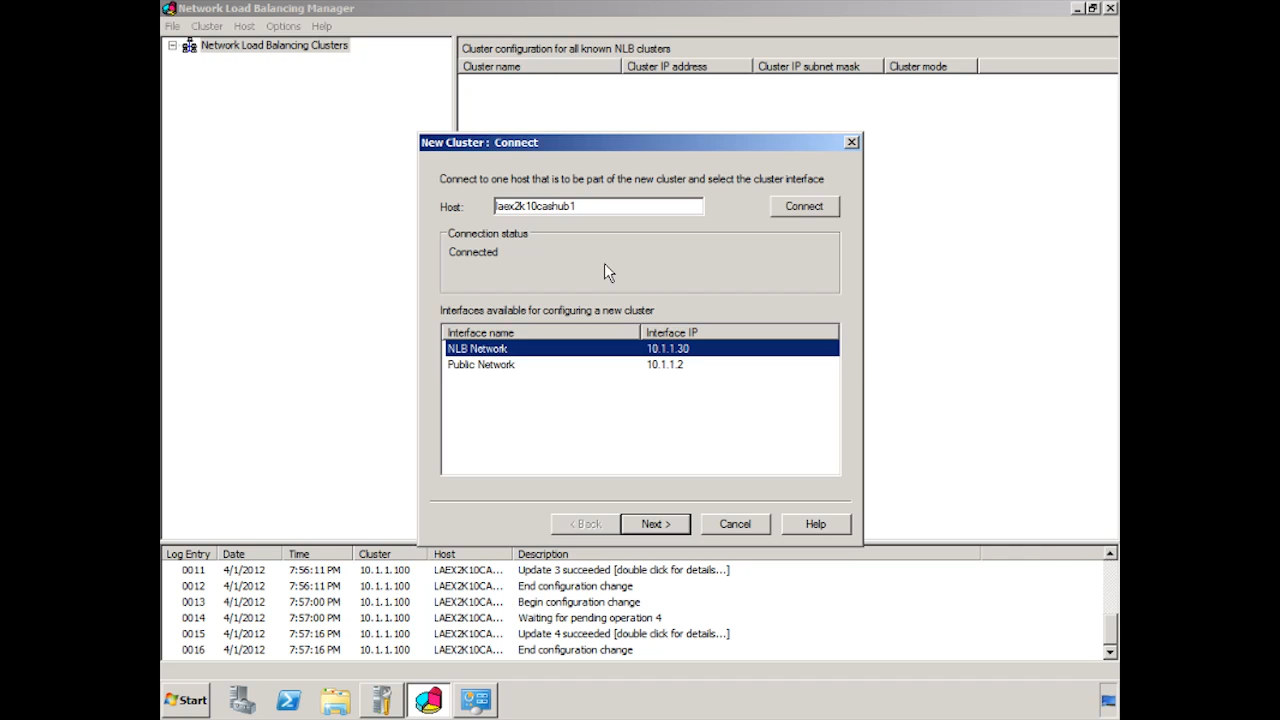 Network Load Balancing Manager
File Cluster Host Options Help
Network Load Balancing Clusters
Cluster configuration for all known NLB clusters
Cluster name Cluster IP address Cluster IP subnet mask Cluster mode
New Cluster : Connect
Connect to one host that is to be part of the new cluster and select the cluster interface
Host: laex2k10cashub1 Connect
Connection status
Connected
Interfaces available for configuring a new cluster
Interface name Interface IP
NLB Network 10.1.1.30
Public Network 10.1.1.2
< Back Next > Cancel Help
Log Entry Date Time Cluster Host Description
0011 4/1/2012 7:56:11 PM 10.1.1.100 LAEX2K10CA... Update 3 succeeded [double click for details...]
0012 4/1/2012 7:56:11 PM 10.1.1.100 LAEX2K10CA... End configuration change
0013 4/1/2012 7:57:00 PM 10.1.1.100 LAEX2K10CA... Begin configuration change
0014 4/1/2012 7:57:00 PM 10.1.1.100 LAEX2K10CA... Waiting for pending operation 4
0015 4/1/2012 7:57:16 PM 10.1.1.100 LAEX2K10CA... Update 4 succeeded [double click for details...]
0016 4/1/2012 7:57:16 PM 10.1.1.100 LAEX2K10CA... End configuration change
Start